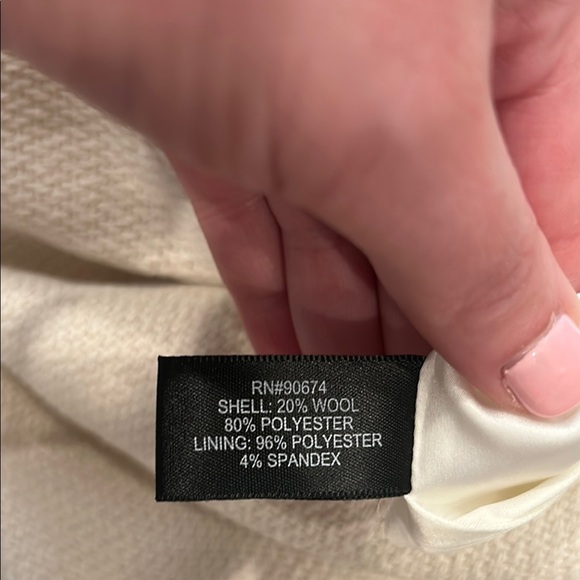 RN#90674
SHELL: 20% WOOL
80% POLYESTER
LINING: 96% POLYESTER
4% SPANDEX